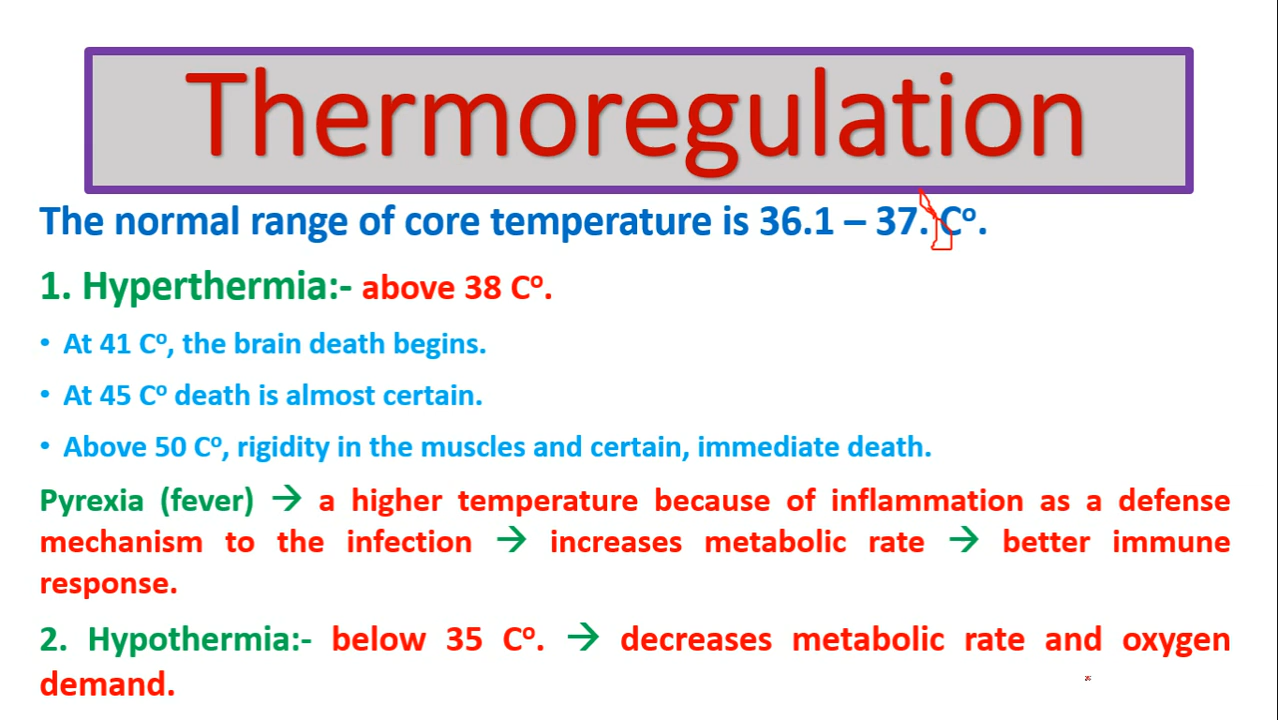 Thermoregulation
The normal range of core temperature is 36.1 – 37. Cº.
1. Hyperthermia:- above 38 Cº.
• At 41 Cº, the brain death begins.
• At 45 Cº death is almost certain.
• Above 50 Cº, rigidity in the muscles and certain, immediate death.
Pyrexia (fever) → a higher temperature because of inflammation as a defense
mechanism to the infection → increases metabolic rate → better immune
response.
2. Hypothermia:- below 35 Cº. → decreases metabolic rate and oxygen
demand.